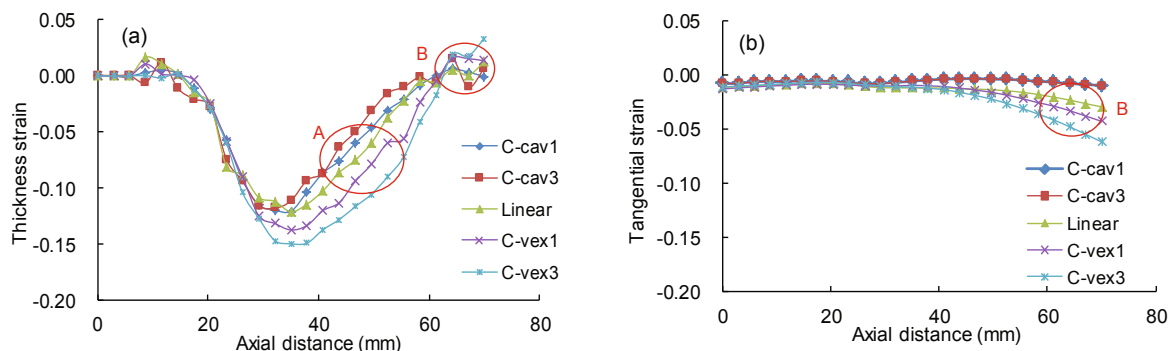 (a)
Thickness strain
0.05
0.00
-0.05
-0.10
-0.15
-0.20
0
20
40
60
80
Axial distance (mm)
A
B
C-cav1
C-cav3
Linear
C-vex1
C-vex3
(b)
Tangential strain
0.05
0.00
-0.05
-0.10
-0.15
-0.20
0
20
40
60
80
Axial distance (mm)
B
C-cav1
C-cav3
Linear
C-vex1
C-vex3